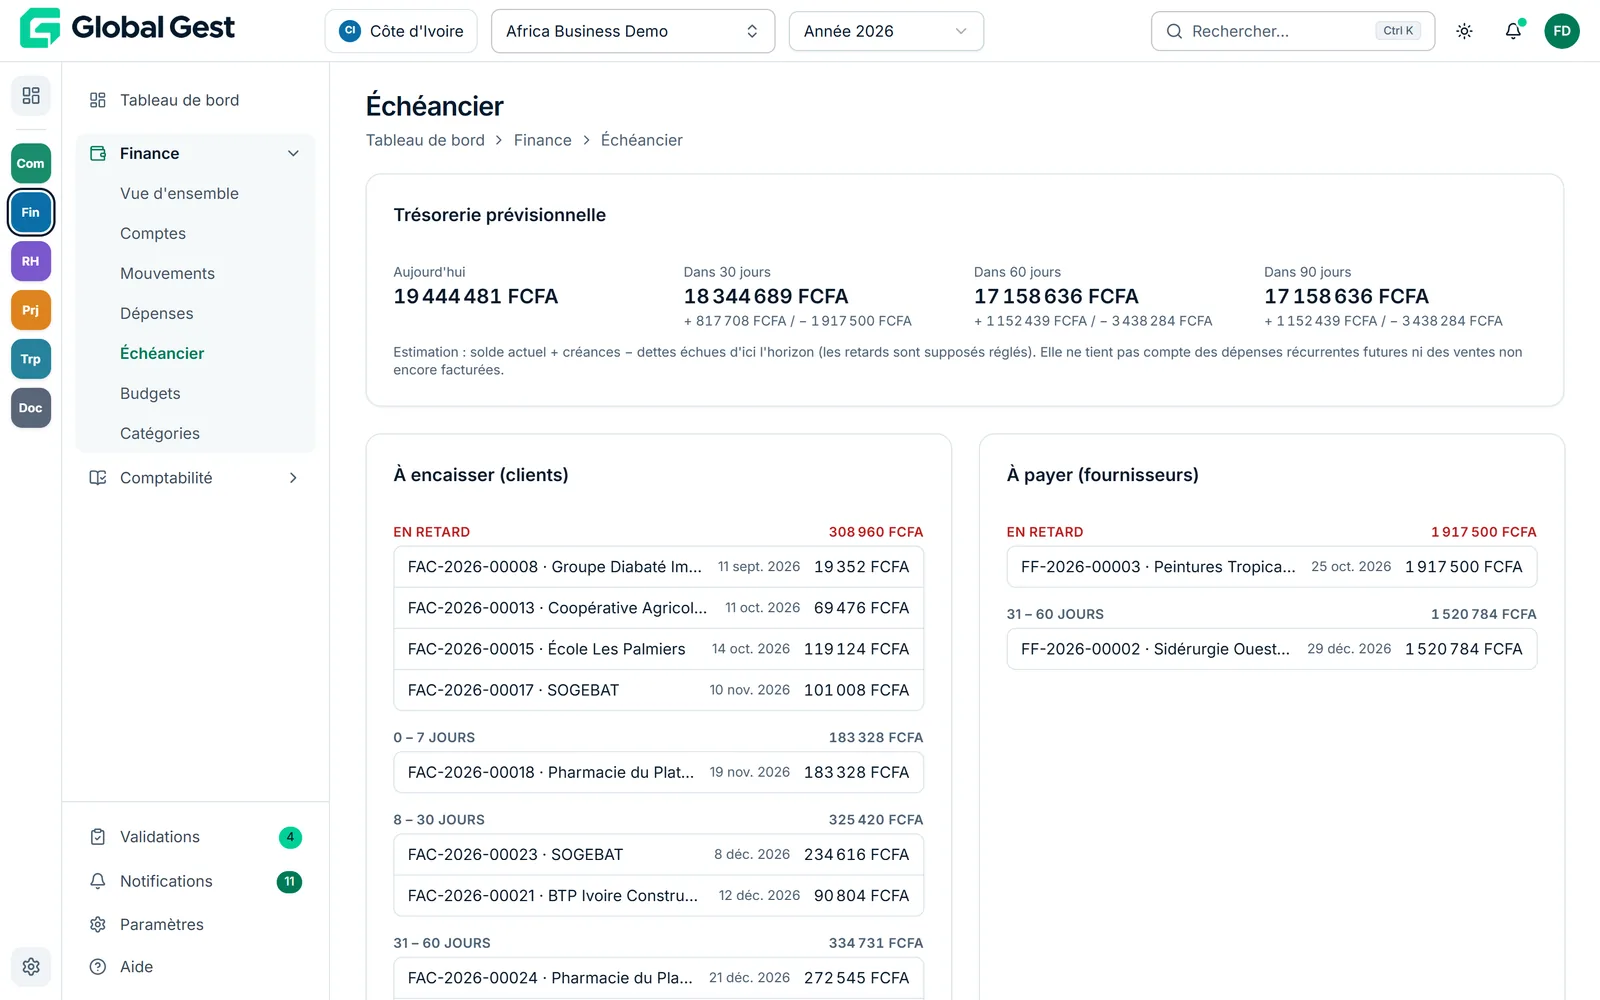 Global Gest
CI Côte d'Ivoire
Africa Business Demo
Année 2026
Rechercher...
Ctrl K
FD
Com
Fin
RH
Prj
Trp
Doc
Tableau de bord
Finance
Vue d'ensemble
Comptes
Mouvements
Dépenses
Échéancier
Budgets
Catégories
Comptabilité
Validations 4
Notifications 11
Paramètres
Aide
Échéancier
Tableau de bord > Finance > Échéancier
Trésorerie prévisionnelle
Aujourd'hui
19 444 481 FCFA
Dans 30 jours
18 344 689 FCFA
+ 817 708 FCFA / − 1 917 500 FCFA
Dans 60 jours
17 158 636 FCFA
+ 1 152 439 FCFA / − 3 438 284 FCFA
Dans 90 jours
17 158 636 FCFA
+ 1 152 439 FCFA / − 3 438 284 FCFA
Estimation : solde actuel + créances − dettes échues d'ici l'horizon (les retards sont supposés réglés). Elle ne tient pas compte des dépenses récurrentes futures ni des ventes non
encore facturées.
À encaisser (clients)
EN RETARD 308 960 FCFA
FAC-2026-00008 · Groupe Diabaté Im... 11 sept. 2026 19 352 FCFA
FAC-2026-00013 · Coopérative Agricol... 11 oct. 2026 69 476 FCFA
FAC-2026-00015 · École Les Palmiers 14 oct. 2026 119 124 FCFA
FAC-2026-00017 · SOGEBAT 10 nov. 2026 101 008 FCFA
0 – 7 JOURS 183 328 FCFA
FAC-2026-00018 · Pharmacie du Plat... 19 nov. 2026 183 328 FCFA
8 – 30 JOURS 325 420 FCFA
FAC-2026-00023 · SOGEBAT 8 déc. 2026 234 616 FCFA
FAC-2026-00021 · BTP Ivoire Constru... 12 déc. 2026 90 804 FCFA
31 – 60 JOURS 334 731 FCFA
FAC-2026-00024 · Pharmacie du Pla... 21 déc. 2026 272 545 FCFA
À payer (fournisseurs)
EN RETARD 1 917 500 FCFA
FF-2026-00003 · Peintures Tropica... 25 oct. 2026 1 917 500 FCFA
31 – 60 JOURS 1 520 784 FCFA
FF-2026-00002 · Sidérurgie Ouest... 29 déc. 2026 1 520 784 FCFA